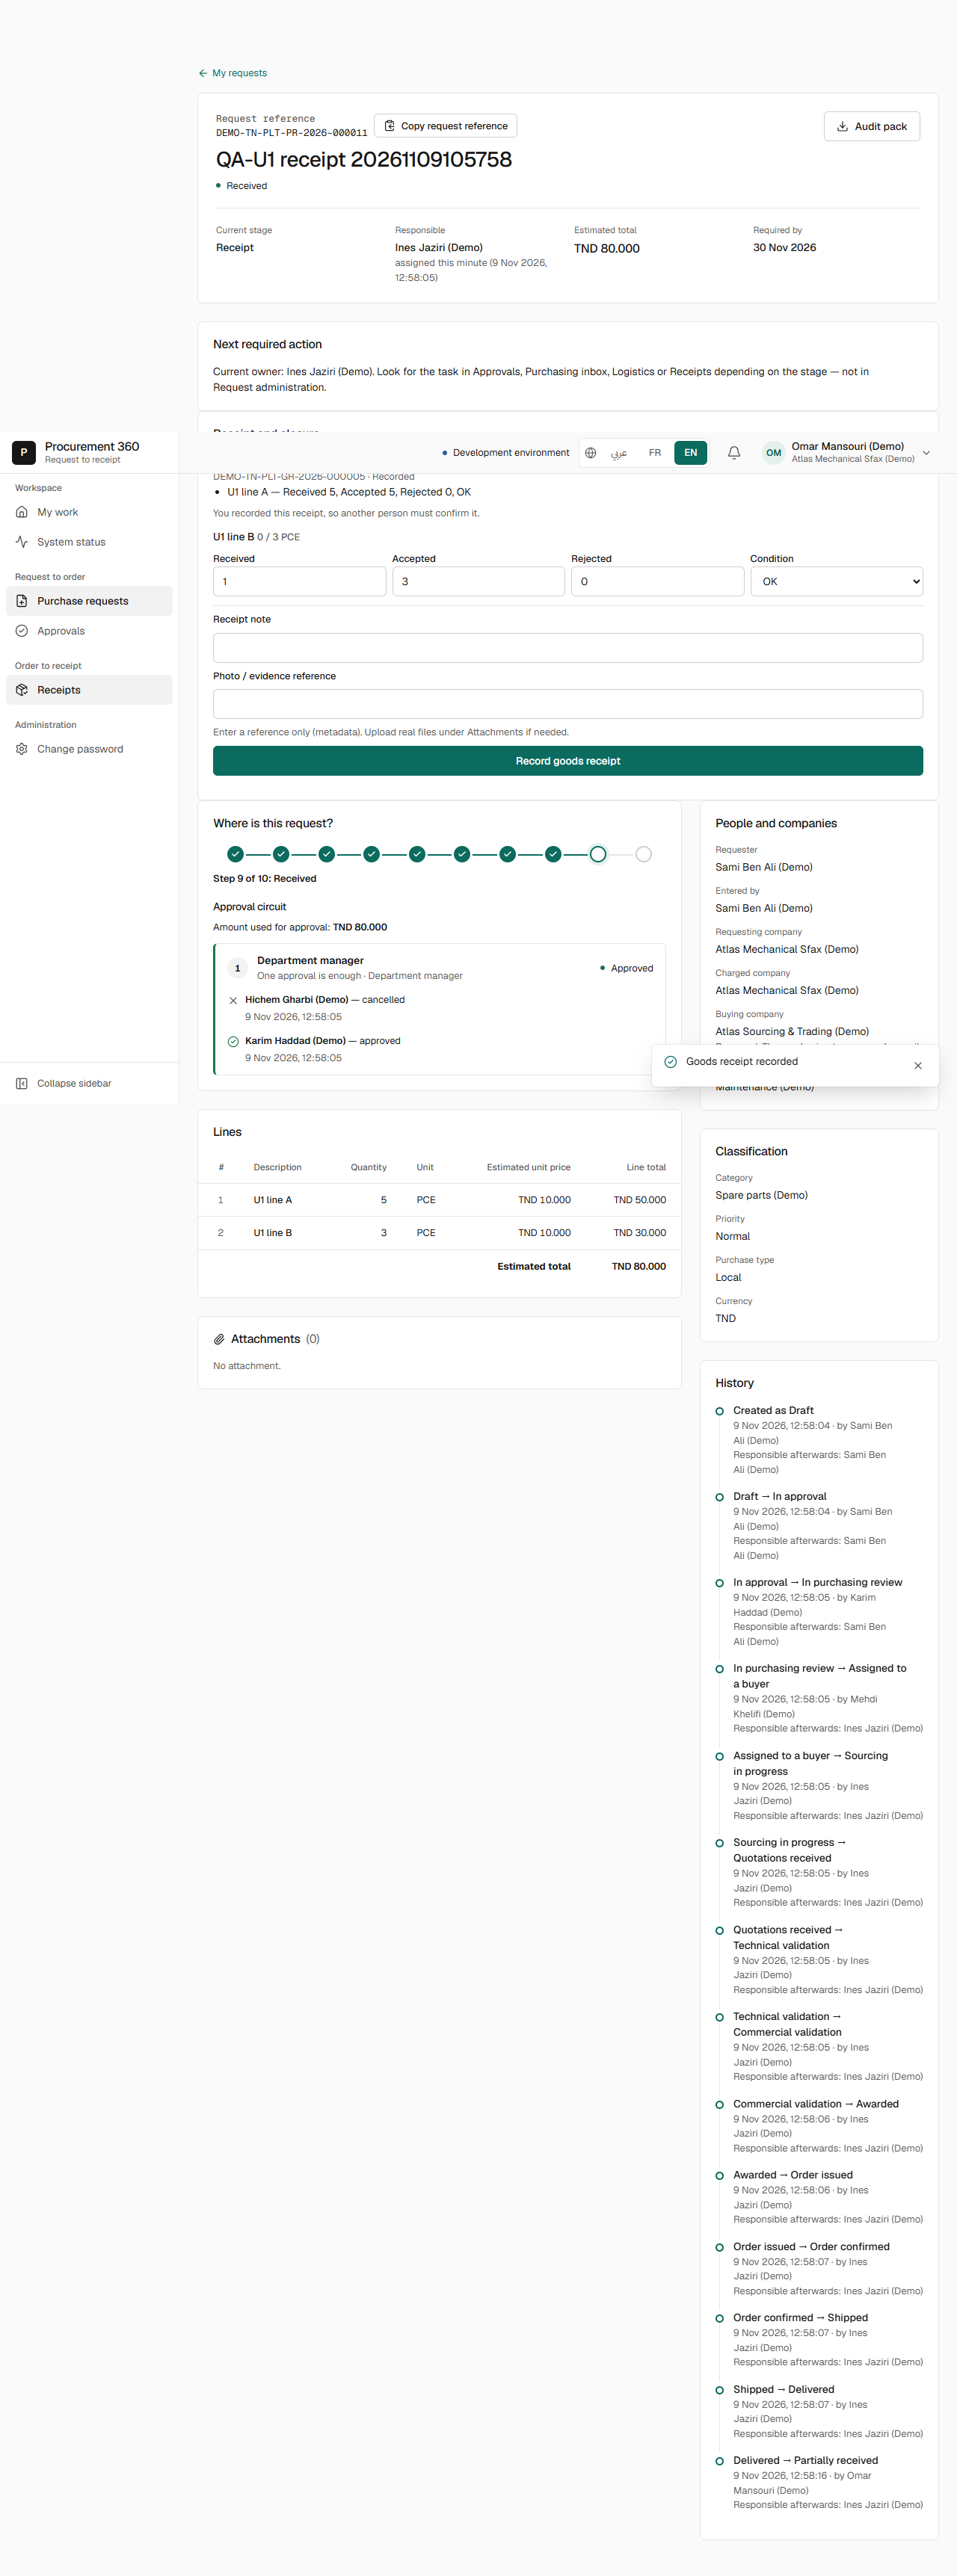 My requests
Request reference
DEMO-TN-PLT-PR-2026-000011
Copy request reference
Audit pack
QA-U1 receipt 20261109105758
Received
Current stage
Receipt
Responsible
Ines Jaziri (Demo)
assigned this minute (9 Nov 2026,
12:58:05)
Estimated total
TND 80.000
Required by
30 Nov 2026
Next required action
Current owner: Ines Jaziri (Demo). Look for the task in Approvals, Purchasing inbox, Logistics or Receipts depending on the stage — not in
Request administration.
P
Procurement 360
Request to receipt
Development environment
عربي
FR
EN
OM
Omar Mansouri (Demo)
Atlas Mechanical Sfax (Demo)
Workspace
My work
System status
Request to order
Purchase requests
Approvals
Order to receipt
Receipts
Administration
Change password
Collapse sidebar
DEMO-TN-PLT-GR-2026-000005 · Recorded
U1 line A — Received 5, Accepted 5, Rejected 0, OK
You recorded this receipt, so another person must confirm it.
U1 line B 0 / 3 PCE
Received
Accepted
Rejected
Condition
1
3
0
OK
Receipt note
Photo / evidence reference
Enter a reference only (metadata). Upload real files under Attachments if needed.
Record goods receipt
Where is this request?
Step 9 of 10: Received
Approval circuit
Amount used for approval: TND 80.000
1
Department manager
One approval is enough · Department manager
Approved
Hichem Gharbi (Demo) — cancelled
9 Nov 2026, 12:58:05
Karim Haddad (Demo) — approved
9 Nov 2026, 12:58:05
People and companies
Requester
Sami Ben Ali (Demo)
Entered by
Sami Ben Ali (Demo)
Requesting company
Atlas Mechanical Sfax (Demo)
Charged company
Atlas Mechanical Sfax (Demo)
Buying company
Atlas Sourcing & Trading (Demo)
Goods receipt recorded
Maintenance (Demo)
Lines
# Description Quantity Unit Estimated unit price Line total
1 U1 line A 5 PCE TND 10.000 TND 50.000
2 U1 line B 3 PCE TND 10.000 TND 30.000
Estimated total TND 80.000
Attachments (0)
No attachment.
Classification
Category
Spare parts (Demo)
Priority
Normal
Purchase type
Local
Currency
TND
History
Created as Draft
9 Nov 2026, 12:58:04 · by Sami Ben
Ali (Demo)
Responsible afterwards: Sami Ben
Ali (Demo)
Draft → In approval
9 Nov 2026, 12:58:04 · by Sami Ben
Ali (Demo)
Responsible afterwards: Sami Ben
Ali (Demo)
In approval → In purchasing review
9 Nov 2026, 12:58:05 · by Karim
Haddad (Demo)
Responsible afterwards: Sami Ben
Ali (Demo)
In purchasing review → Assigned to
a buyer
9 Nov 2026, 12:58:05 · by Mehdi
Khelifi (Demo)
Responsible afterwards: Ines Jaziri (Demo)
Assigned to a buyer → Sourcing
in progress
9 Nov 2026, 12:58:05 · by Ines
Jaziri (Demo)
Responsible afterwards: Ines Jaziri (Demo)
Sourcing in progress →
Quotations received
9 Nov 2026, 12:58:05 · by Ines
Jaziri (Demo)
Responsible afterwards: Ines Jaziri (Demo)
Quotations received →
Technical validation
9 Nov 2026, 12:58:05 · by Ines
Jaziri (Demo)
Responsible afterwards: Ines Jaziri (Demo)
Technical validation →
Commercial validation
9 Nov 2026, 12:58:05 · by Ines
Jaziri (Demo)
Responsible afterwards: Ines Jaziri (Demo)
Commercial validation → Awarded
9 Nov 2026, 12:58:06 · by Ines
Jaziri (Demo)
Responsible afterwards: Ines Jaziri (Demo)
Awarded → Order issued
9 Nov 2026, 12:58:06 · by Ines
Jaziri (Demo)
Responsible afterwards: Ines Jaziri (Demo)
Order issued → Order confirmed
9 Nov 2026, 12:58:07 · by Ines
Jaziri (Demo)
Responsible afterwards: Ines Jaziri (Demo)
Order confirmed → Shipped
9 Nov 2026, 12:58:07 · by Ines
Jaziri (Demo)
Responsible afterwards: Ines Jaziri (Demo)
Shipped → Delivered
9 Nov 2026, 12:58:07 · by Ines
Jaziri (Demo)
Responsible afterwards: Ines Jaziri (Demo)
Delivered → Partially received
9 Nov 2026, 12:58:16 · by Omar
Mansouri (Demo)
Responsible afterwards: Ines Jaziri (Demo)